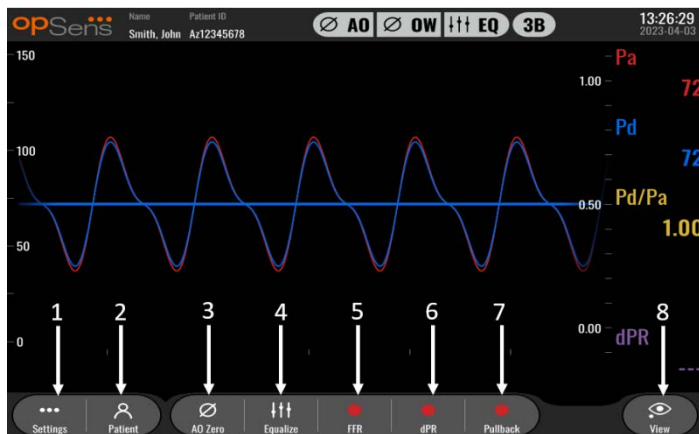 opSens
Name Patient ID
Smith, John Az12345678
Ø AO Ø OW EQ 3B
13:26:29
2023-04-03
150
100
50
0
1.00
0.50
0.00
Pa
72
Pd
72
Pd/Pa
1.00
dPR
---
1 2 3 4 5 6 7 8
Settings Patient AO Zero Equalize FFR dPR Pullback View